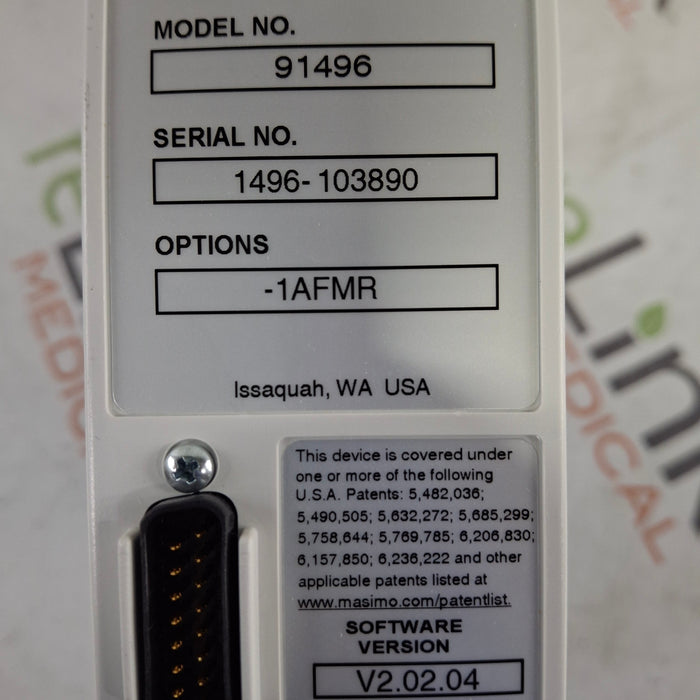 MODEL NO.
91496
SERIAL NO.
1496-103890
OPTIONS
-1AFMR
Issaquah, WA USA
This device is covered under
one or more of the following
U.S.A. Patents: 5,482,036;
5,490,505; 5,632,272; 5,685,299;
5,758,644; 5,769,785; 6,206,830;
6,157,850; 6,236,222 and other
applicable patents listed at
www.masimo.com/patentlist.
SOFTWARE
VERSION
V2.02.04
MEDICAL